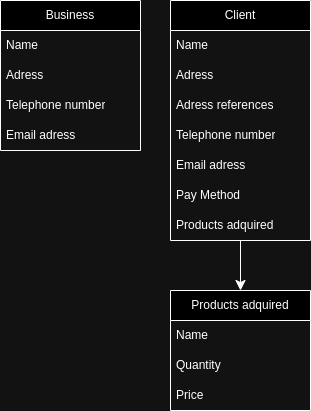 Business
Name
Adress
Telephone number
Email adress
Client
Name
Adress
Adress references
Telephone number
Email adress
Pay Method
Products adquired
Products adquired
Name
Quantity
Price